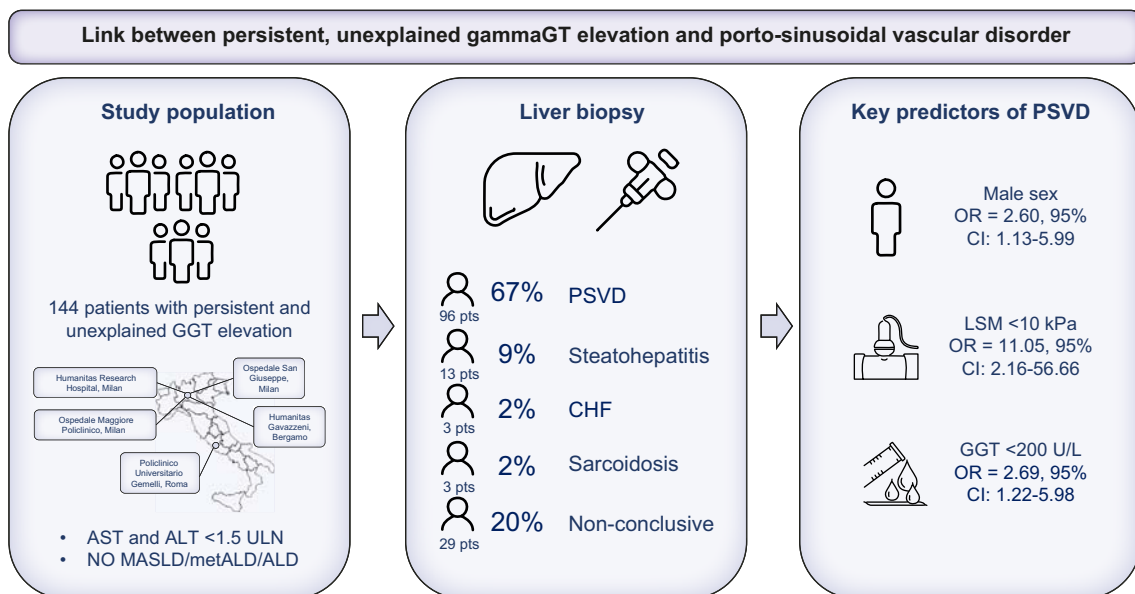 Link between persistent, unexplained gammaGT elevation and porto-sinusoidal vascular disorder
Study population
144 patients with persistent and
unexplained GGT elevation
Humanitas Research
Hospital, Milan
Ospedale San
Giuseppe,
Milan
Ospedale Maggiore
Policlinico, Milan
Humanitas
Gavazzeni,
Bergamo
Policlinico
Universitario
Gemelli, Roma
• AST and ALT <1.5 ULN
• NO MASLD/metALD/ALD
Liver biopsy
67% PSVD
96 pts
9% Steatohepatitis
13 pts
2% CHF
3 pts
2% Sarcoidosis
3 pts
20% Non-conclusive
29 pts
Key predictors of PSVD
Male sex
OR = 2.60, 95%
CI: 1.13-5.99
LSM <10 kPa
OR = 11.05, 95%
CI: 2.16-56.66
GGT <200 U/L
OR = 2.69, 95%
CI: 1.22-5.98